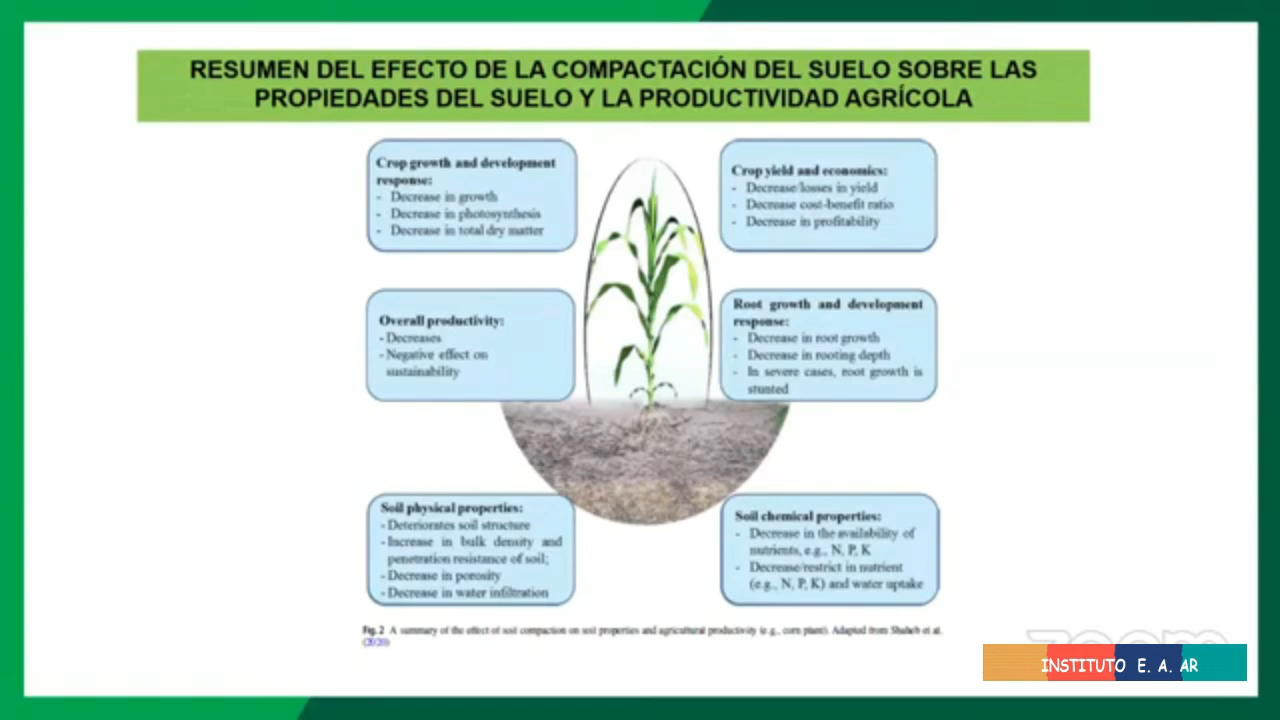 RESUMEN DEL EFECTO DE LA COMPACTACIÓN DEL SUELO SOBRE LAS
PROPIEDADES DEL SUELO Y LA PRODUCTIVIDAD AGRÍCOLA
Crop growth and development
response:
- Decrease in growth
- Decrease in photosynthesis
- Decrease in total dry matter
Crop yield and economics:
- Decrease/losses in yield
- Decrease cost-benefit ratio
- Decrease in profitability
Overall productivity:
- Decreases
- Negative effect on
sustainability
Root growth and development
response:
- Decrease in root growth
- Decrease in rooting depth
- In severe cases, root growth is
stunted
Soil physical properties:
- Deteriorates soil structure
- Increase in bulk density and
penetration resistance of soil;
- Decrease in porosity
- Decrease in water infiltration
Soil chemical properties:
- Decrease in the availability of
nutrients, e.g., N, P, K
- Decrease/restrict in nutrient
(e.g., N, P, K) and water uptake
Fig. 2 A summary of the effect of soil compaction on soil properties and agricultural productivity (e.g., corn plant). Adapted from Shaheb et al.
(2020)
zoom
INSTITUTO E. A. AR